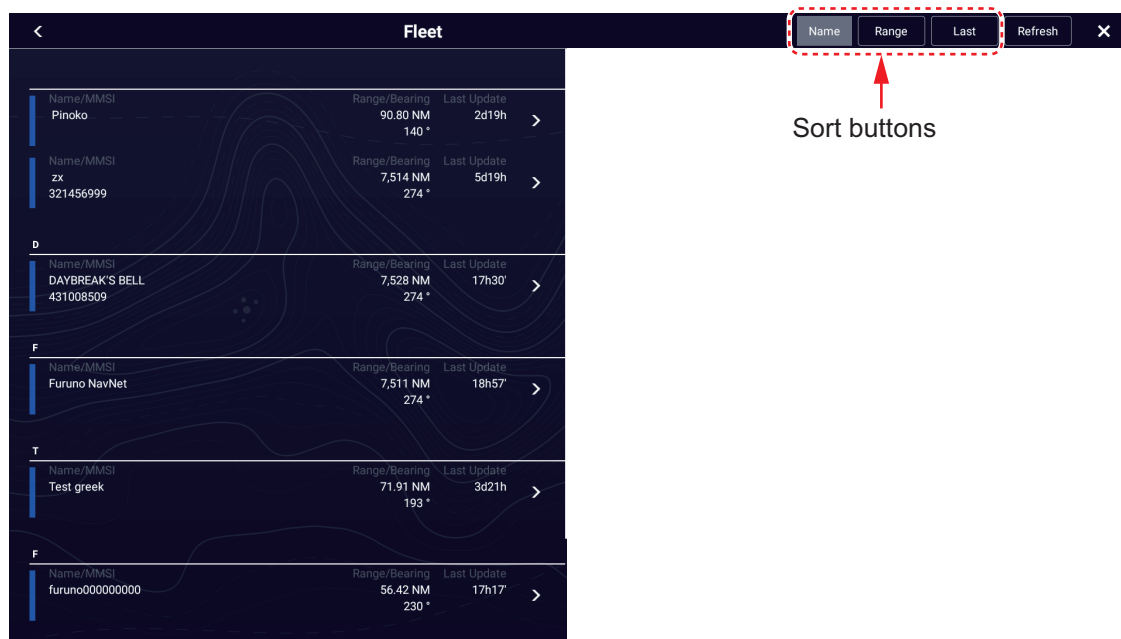 Fleet
Name Range Last Refresh
Sort buttons
Name/MMSI Range/Bearing Last Update
Pinoko 90.80 NM 2d19h
140 °
Name/MMSI Range/Bearing Last Update
zx 7,514 NM 5d19h
321456999 274 °
D
Name/MMSI Range/Bearing Last Update
DAYBREAK'S BELL 7,528 NM 17h30'
431008509 274 °
F
Name/MMSI Range/Bearing Last Update
Furuno NavNet 7,511 NM 18h57'
274 °
T
Name/MMSI Range/Bearing Last Update
Test greek 71.91 NM 3d21h
193 °
F
Name/MMSI Range/Bearing Last Update
furuno000000000 56.42 NM 17h17'
230 °